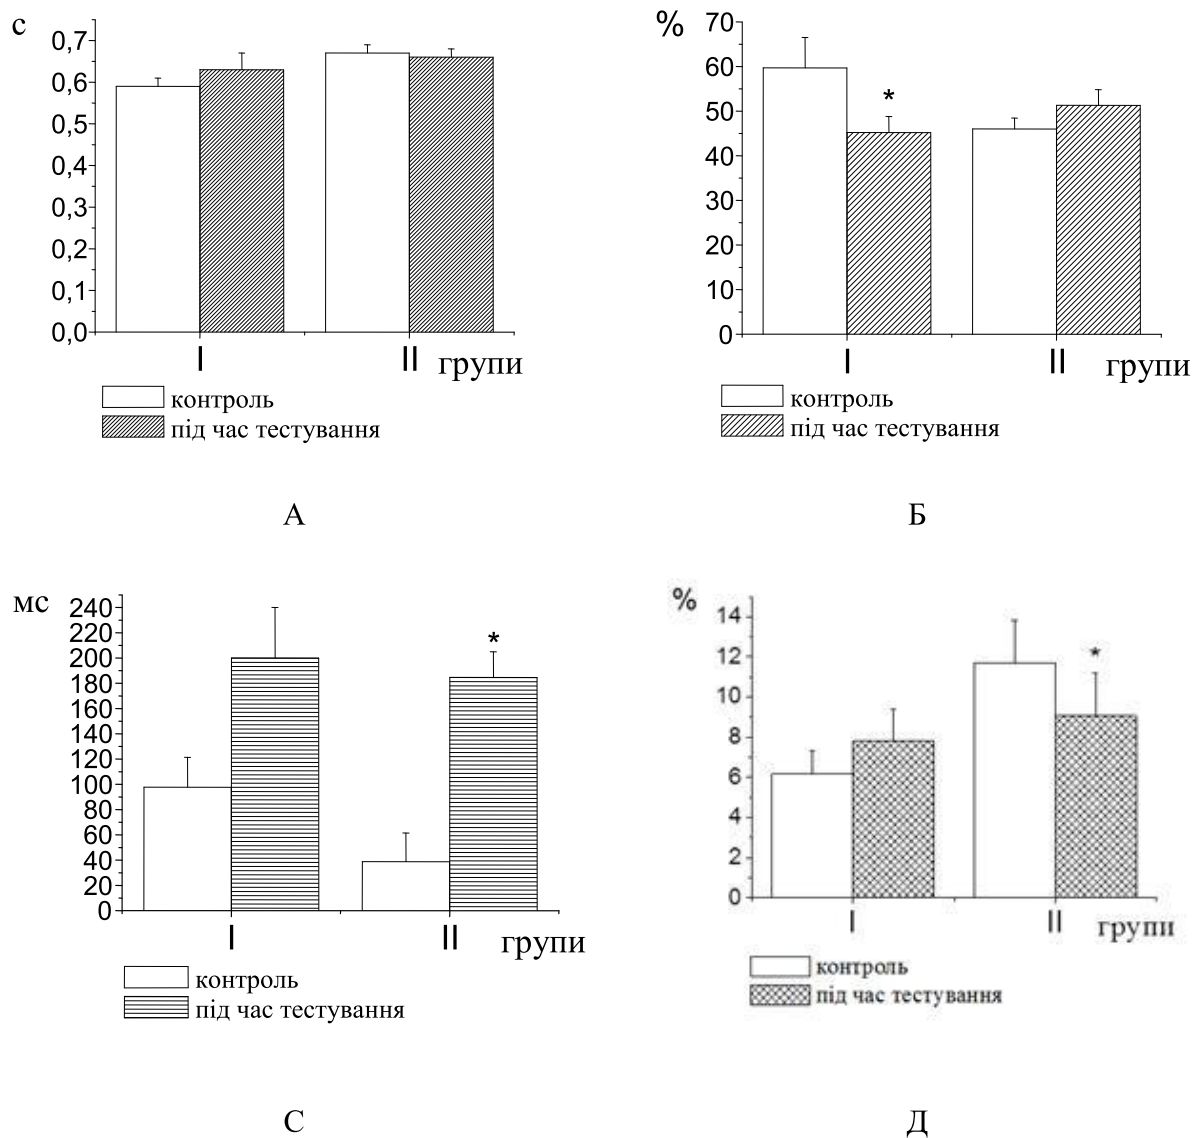 с
0,7
0,6
0,5
0,4
0,3
0,2
0,1
0,0
I II групи
контроль
під час тестування
А
%
70
60
50
40
30
20
10
0
*
I II групи
контроль
під час тестування
Б
мс
240
220
200
180
160
140
120
100
80
60
40
20
0
*
I II групи
контроль
під час тестування
С
%
14
12
10
8
6
4
2
0
*
I II групи
контроль
під час тестування
Д